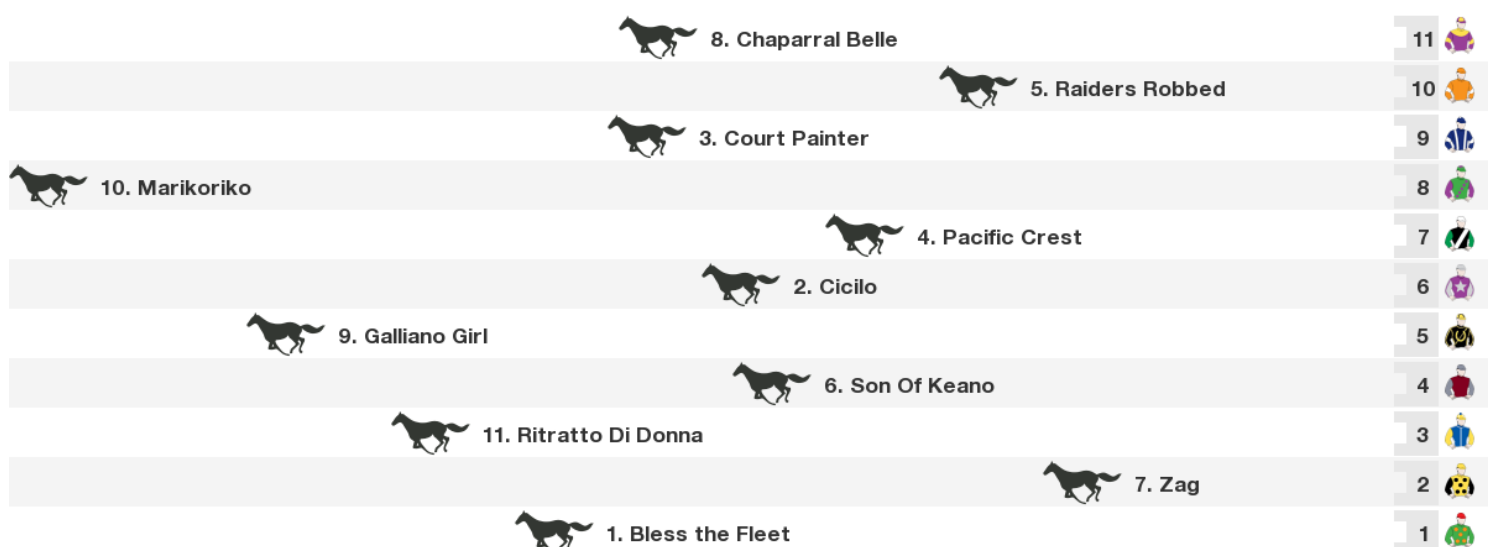 8. Chaparral Belle 11
5. Raiders Robbed 10
3. Court Painter 9
10. Marikoriko 8
4. Pacific Crest 7
2. Cicilo 6
9. Galliano Girl 5
6. Son Of Keano 4
11. Ritratto Di Donna 3
7. Zag 2
1. Bless the Fleet 1